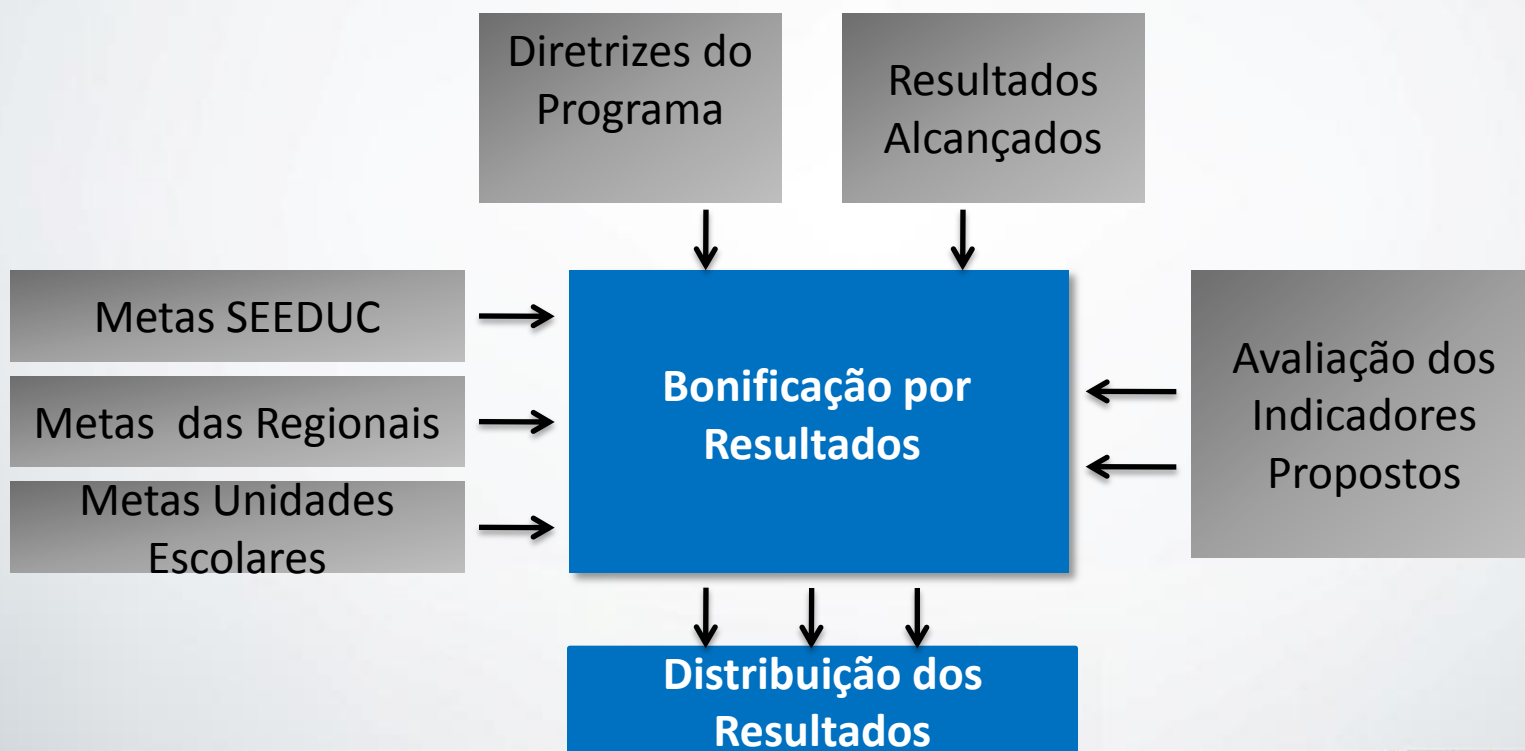 Diretrizes do
Programa
Resultados
Alcançados
Metas SEEDUC
Metas das Regionais
Metas Unidades
Escolares
Bonificação por
Resultados
Avaliação dos
Indicadores
Propostos
Distribuição dos
Resultados